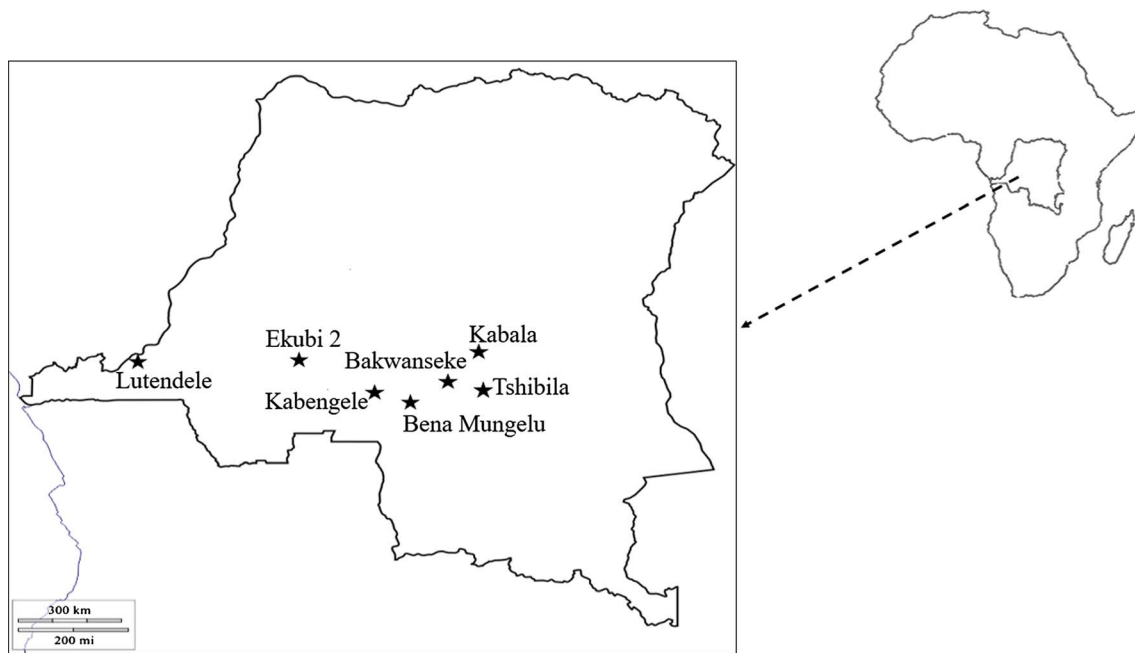 Kabala
Ekubi 2
Bakwanseke
Lutendele
Tshibila
Kabengele
Bena Mungelu
300 km
200 mi